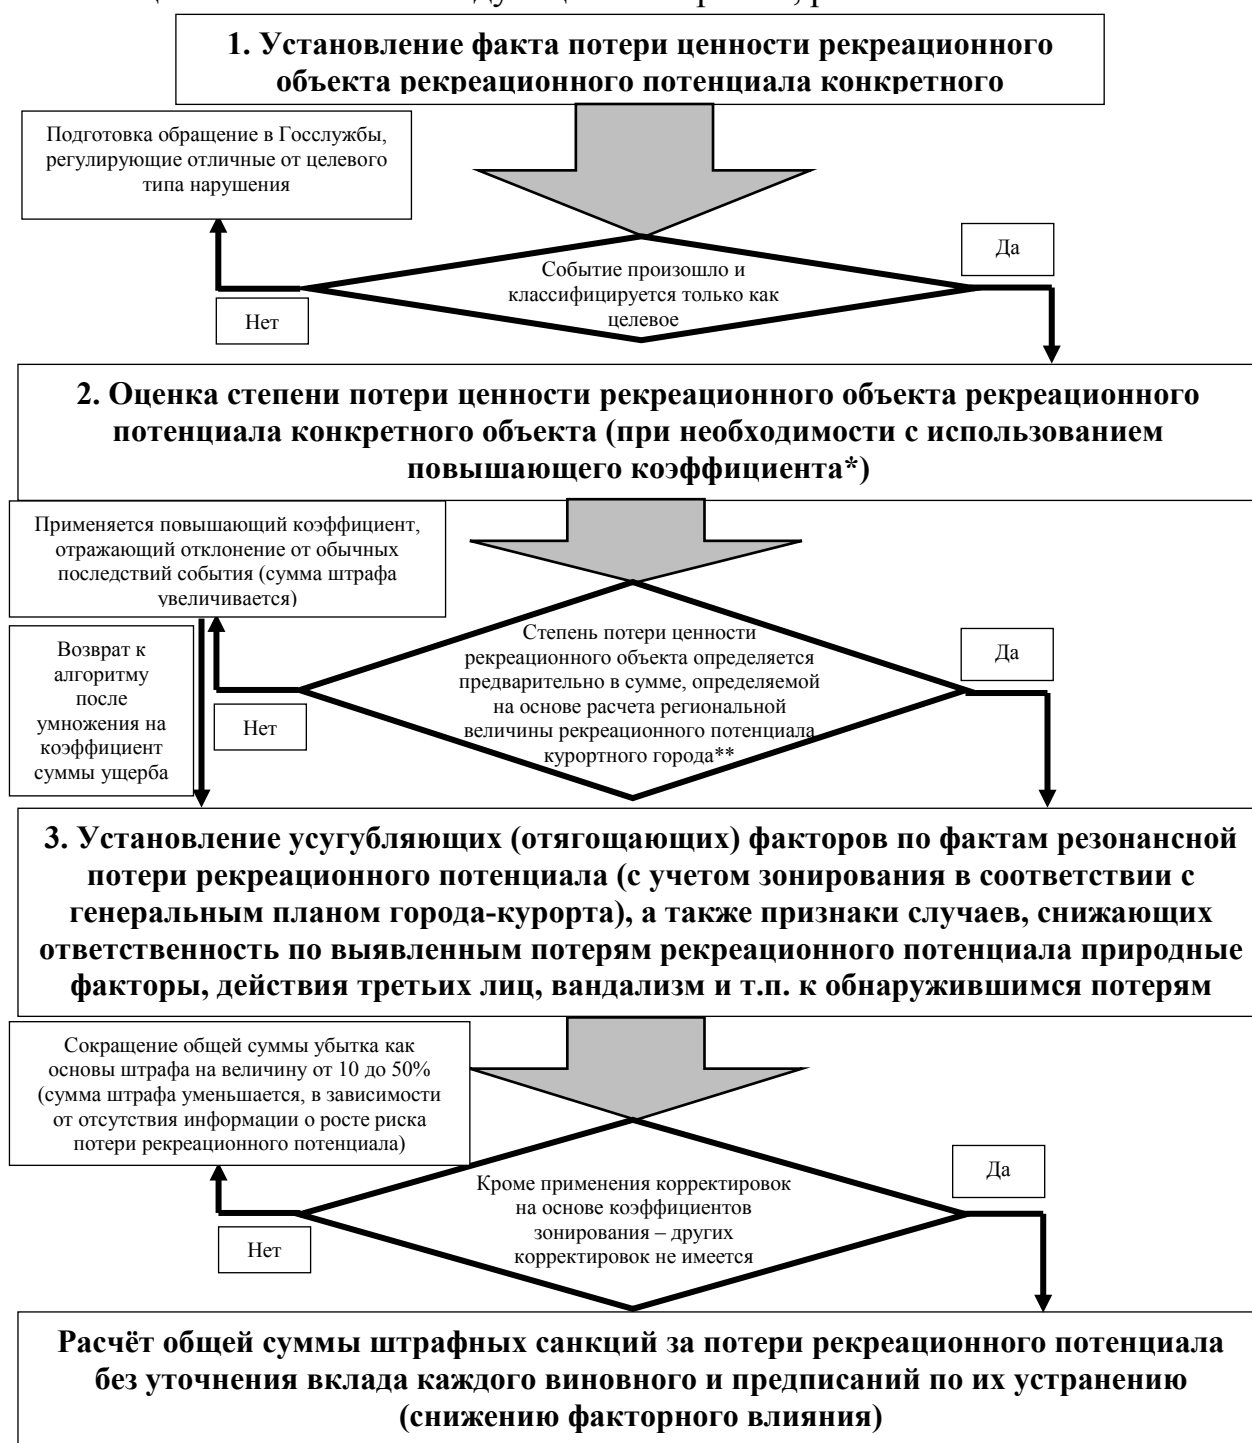 1. Установление факта потери ценности рекреационного
объекта рекреационного потенциала конкретного
Подготовка обращение в Госслужбы,
регулирующие отличные от целевого
типа нарушения
Да
Событие произошло и
классифицируется только как
целевое
Нет
2. Оценка степени потери ценности рекреационного объекта рекреационного
потенциала конкретного объекта (при необходимости с использованием
повышающего коэффициента*)
Применяется повышающий коэффициент,
отражающий отклонение от обычных
последствий события (сумма штрафа
увеличивается)
Возврат к
алгоритму
после
умножения на
коэффициент
суммы ущерба
Нет
Степень потери ценности
рекреационного объекта определяется
предварительно в сумме, определяемой
на основе расчета региональной
величины рекреационного потенциала
курортного города**
Да
3. Установление усугубляющих (отягощающих) факторов по фактам резонансной
потери рекреационного потенциала (с учетом зонирования в соответствии с
генеральным планом города-курорта), а также признаки случаев, снижающих
ответственность по выявленным потерям рекреационного потенциала природные
факторы, действия третьих лиц, вандализм и т.п. к обнаружившимся потерям
Сокращение общей суммы убытка как
основы штрафа на величину от 10 до 50%
(сумма штрафа уменьшается, в зависимости
от отсутствия информации о росте риска
потери рекреационного потенциала)
Да
Кроме применения корректировок
на основе коэффициентов
зонирования – других
корректировок не имеется
Нет
Расчёт общей суммы штрафных санкций за потери рекреационного потенциала
без уточнения вклада каждого виновного и предписаний по их устранению
(снижению факторного влияния)